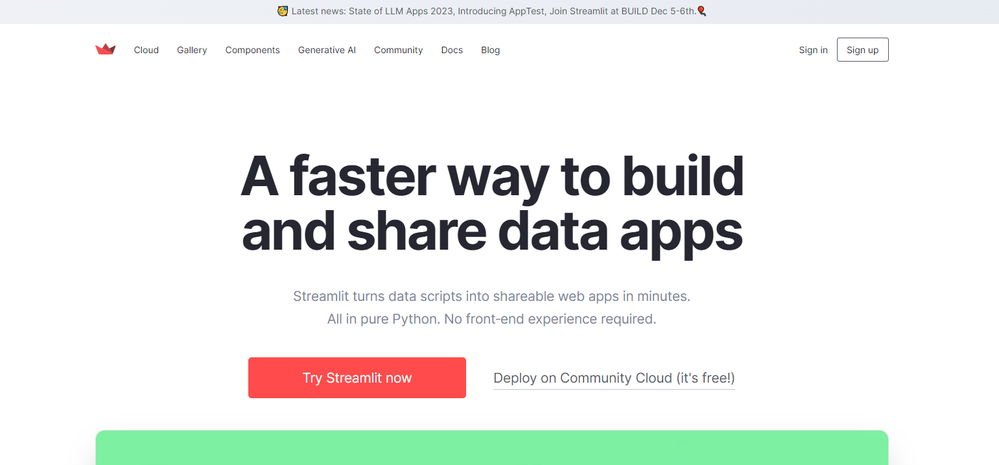 🥳 Latest news: State of LLM Apps 2023, Introducing AppTest, Join Streamlit at BUILD Dec 5-6th.🎈
Cloud Gallery Components Generative AI Community Docs Blog Sign in Sign up
A faster way to build
and share data apps
Streamlit turns data scripts into shareable web apps in minutes.
All in pure Python. No front‑end experience required.
Try Streamlit now Deploy on Community Cloud (it's free!)